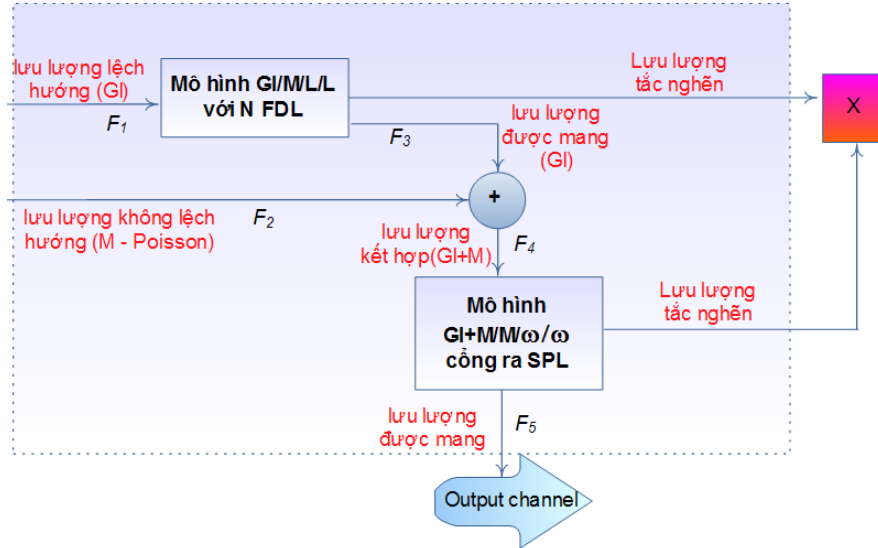 lưu lượng lệch
hướng (GI)
F1
Mô hình GI/M/L/L
với N FDL
Lưu lượng
tắc nghẽn
X
F3
lưu lượng
được mang
(GI)
+
lưu lượng không lệch
hướng (M - Poisson)
F2
lưu lượng
kết hợp(GI+M)
F4
Mô hình
GI+M/M/ω/ω
cổng ra SPL
Lưu lượng
tắc nghẽn
lưu lượng
được mang
F5
Output channel